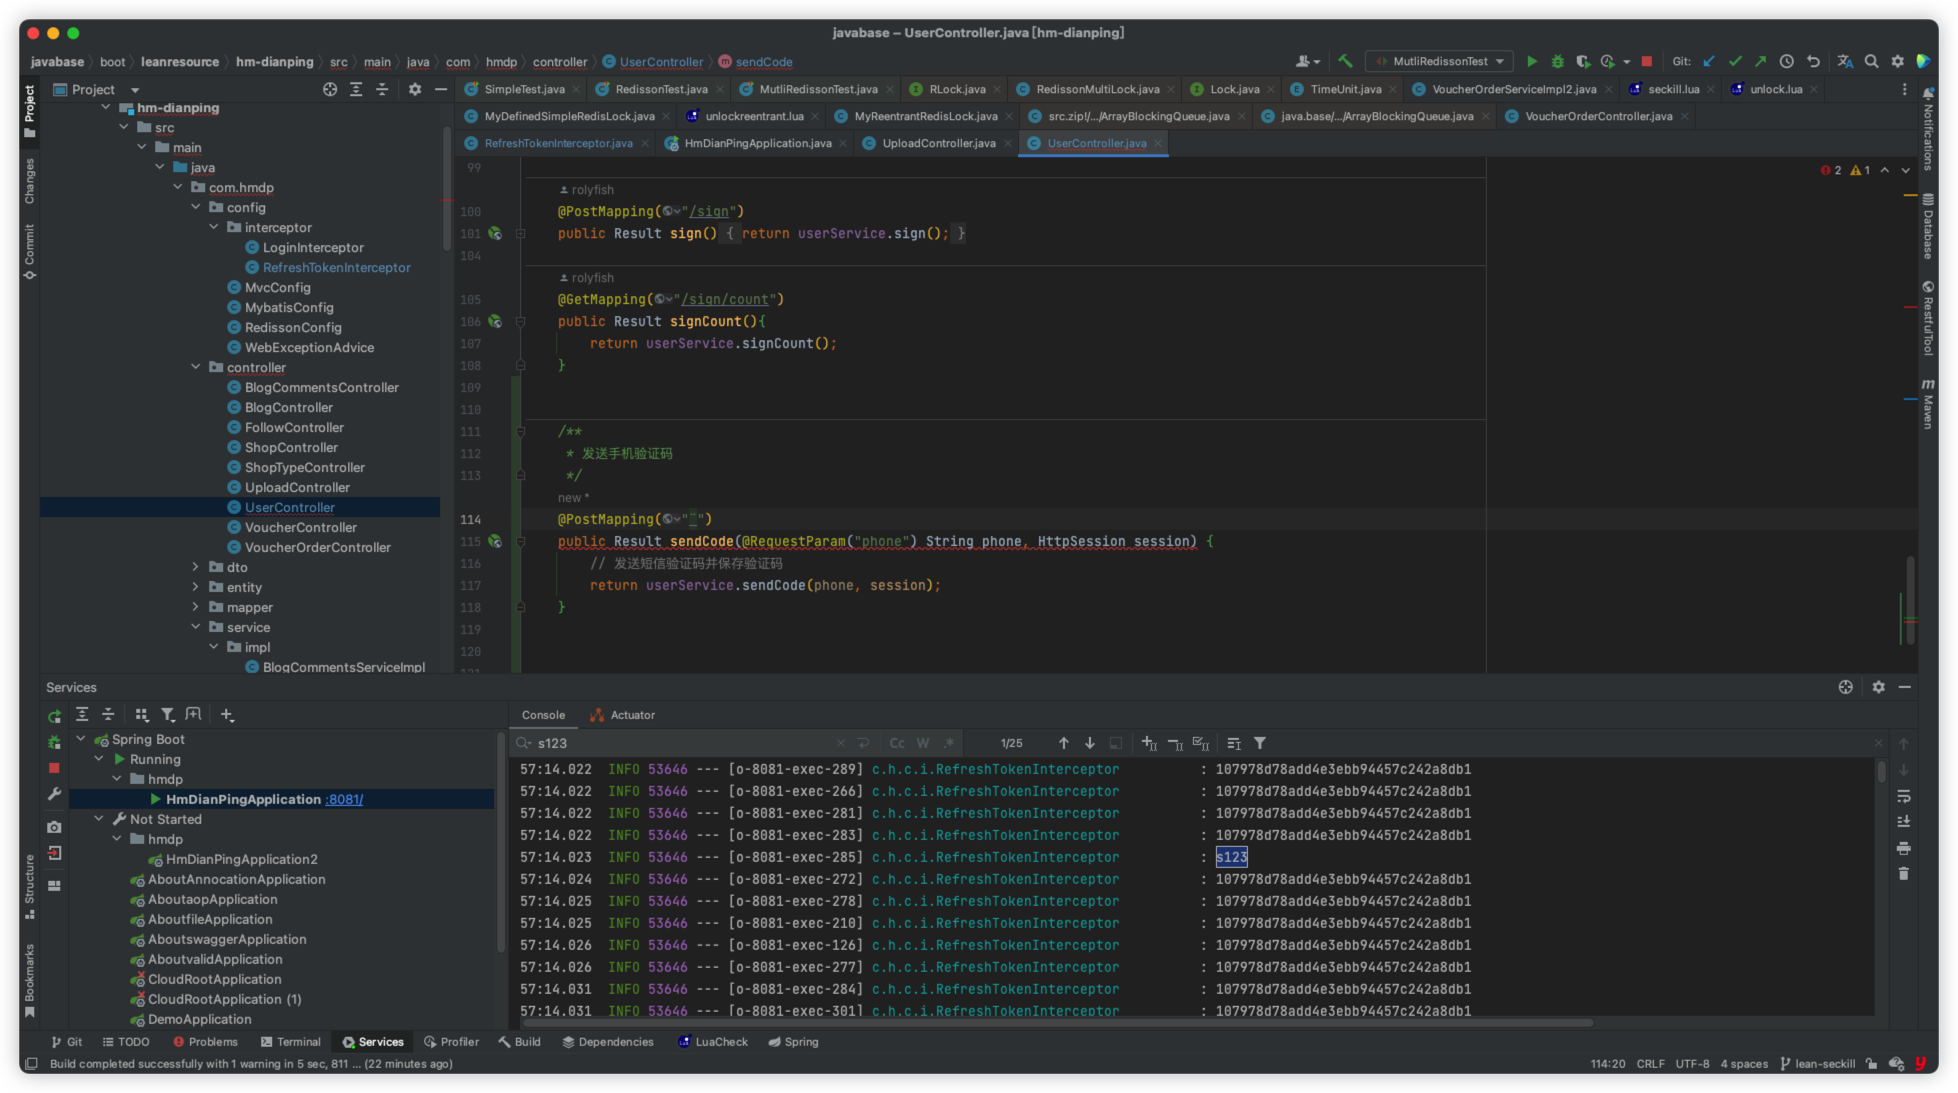 javabase – UserController.java [hm-dianping]
javabase boot leanresource hm-dianping src main java com hmdp controller UserController sendCode
MutliRedissonTest Git:
Project
SimpleTest.java RedissonTest.java MutliRedissonTest.java RLock.java RedissonMultiLock.java Lock.java TimeUnit.java VoucherOrderServiceImpl2.java seckill.lua unlock.lua
MyDefinedSimpleRedisLock.java unlockreentrant.lua MyReentrantRedisLock.java src.zip!/.../ArrayBlockingQueue.java java.base/.../ArrayBlockingQueue.java VoucherOrderController.java
RefreshTokenInterceptor.java HmDianPingApplication.java UploadController.java UserController.java
Project
Changes
Commit
Structure
Bookmarks
hm-dianping
src
main
java
com.hmdp
config
interceptor
LoginInterceptor
RefreshTokenInterceptor
MvcConfig
MybatisConfig
RedissonConfig
WebExceptionAdvice
controller
BlogCommentsController
BlogController
FollowController
ShopController
ShopTypeController
UploadController
UserController
VoucherController
VoucherOrderController
dto
entity
mapper
service
impl
BlogCommentsServiceImpl
2 1
99
rolyfish
100 @PostMapping("/sign")
101 public Result sign() { return userService.sign(); }
104
rolyfish
105 @GetMapping("/sign/count")
106 public Result signCount(){
107 return userService.signCount();
108 }
109
110
111 /**
112 * 发送手机验证码
113 */
new *
114 @PostMapping("")
115 public Result sendCode(@RequestParam("phone") String phone, HttpSession session) {
116 // 发送短信验证码并保存验证码
117 return userService.sendCode(phone, session);
118 }
119
120
121
Notifications
Database
RestfulTool
m
Maven
Services
Spring Boot
Running
hmdp
HmDianPingApplication :8081/
Not Started
hmdp
HmDianPingApplication2
AboutAnnocationApplication
AboutaopApplication
AboutfileApplication
AboutswaggerApplication
AboutvalidApplication
CloudRootApplication
CloudRootApplication (1)
DemoApplication
Console Actuator
s123 Cc W .* 1/25
57:14.022 INFO 53646 --- [o-8081-exec-289] c.h.c.i.RefreshTokenInterceptor : 107978d78add4e3ebb94457c242a8db1
57:14.022 INFO 53646 --- [o-8081-exec-266] c.h.c.i.RefreshTokenInterceptor : 107978d78add4e3ebb94457c242a8db1
57:14.022 INFO 53646 --- [o-8081-exec-281] c.h.c.i.RefreshTokenInterceptor : 107978d78add4e3ebb94457c242a8db1
57:14.022 INFO 53646 --- [o-8081-exec-283] c.h.c.i.RefreshTokenInterceptor : 107978d78add4e3ebb94457c242a8db1
57:14.023 INFO 53646 --- [o-8081-exec-285] c.h.c.i.RefreshTokenInterceptor : s123
57:14.024 INFO 53646 --- [o-8081-exec-272] c.h.c.i.RefreshTokenInterceptor : 107978d78add4e3ebb94457c242a8db1
57:14.025 INFO 53646 --- [o-8081-exec-278] c.h.c.i.RefreshTokenInterceptor : 107978d78add4e3ebb94457c242a8db1
57:14.025 INFO 53646 --- [o-8081-exec-210] c.h.c.i.RefreshTokenInterceptor : 107978d78add4e3ebb94457c242a8db1
57:14.026 INFO 53646 --- [o-8081-exec-126] c.h.c.i.RefreshTokenInterceptor : 107978d78add4e3ebb94457c242a8db1
57:14.026 INFO 53646 --- [o-8081-exec-277] c.h.c.i.RefreshTokenInterceptor : 107978d78add4e3ebb94457c242a8db1
57:14.031 INFO 53646 --- [o-8081-exec-284] c.h.c.i.RefreshTokenInterceptor : 107978d78add4e3ebb94457c242a8db1
57:14.031 INFO 53646 --- [o-8081-exec-301] c.h.c.i.RefreshTokenInterceptor : 107978d78add4e3ebb94457c242a8db1
Git TODO Problems Terminal Services Profiler Build Dependencies LuaCheck Spring
Build completed successfully with 1 warning in 5 sec, 811 ... (22 minutes ago) 114:20 CRLF UTF-8 4 spaces lean-seckill